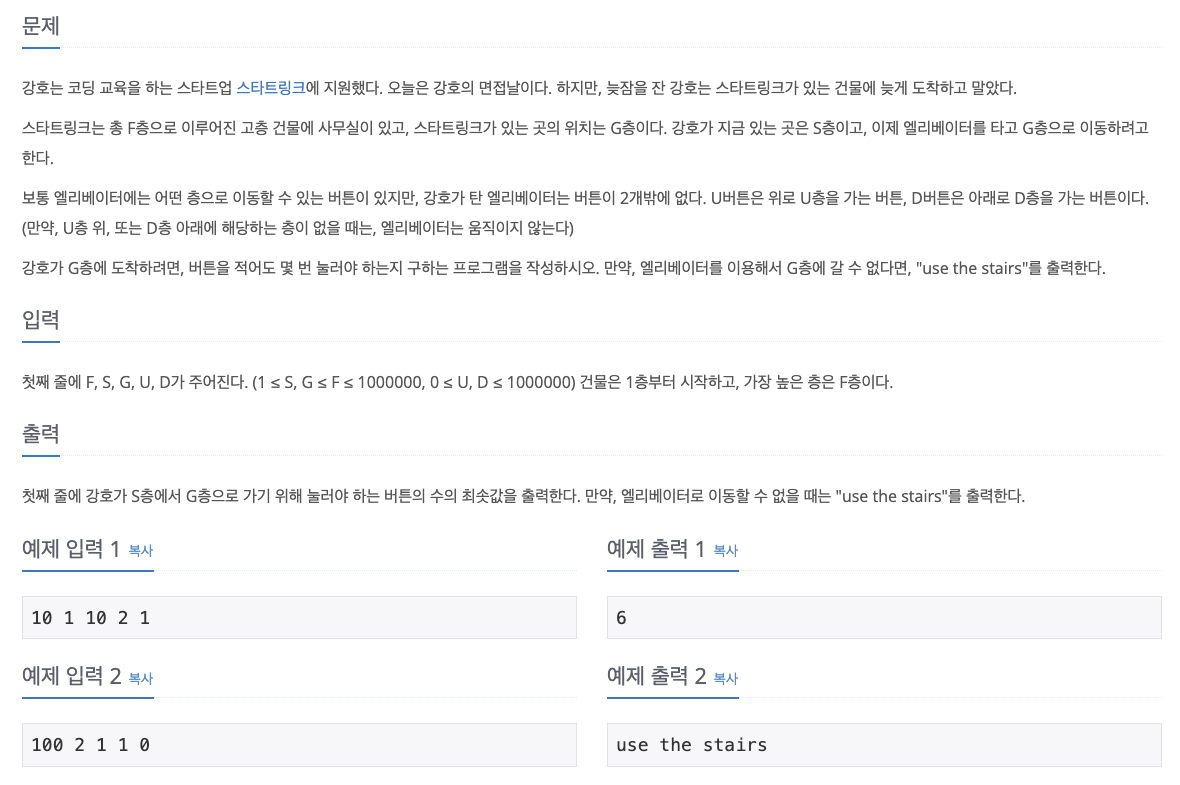 문제
강호는 코딩 교육을 하는 스타트업 스타트링크에 지원했다. 오늘은 강호의 면접날이다. 하지만, 늦잠을 잔 강호는 스타트링크가 있는 건물에 늦게 도착하고 말았다.
스타트링크는 총 F층으로 이루어진 고층 건물에 사무실이 있고, 스타트링크가 있는 곳의 위치는 G층이다. 강호가 지금 있는 곳은 S층이고, 이제 엘리베이터를 타고 G층으로 이동하려고
한다.
보통 엘리베이터에는 어떤 층으로 이동할 수 있는 버튼이 있지만, 강호가 탄 엘리베이터는 버튼이 2개밖에 없다. U버튼은 위로 U층을 가는 버튼, D버튼은 아래로 D층을 가는 버튼이다.
(만약, U층 위, 또는 D층 아래에 해당하는 층이 없을 때는, 엘리베이터는 움직이지 않는다)
강호가 G층에 도착하려면, 버튼을 적어도 몇 번 눌러야 하는지 구하는 프로그램을 작성하시오. 만약, 엘리베이터를 이용해서 G층에 갈 수 없다면, "use the stairs"를 출력한다.
입력
첫째 줄에 F, S, G, U, D가 주어진다. (1 ≤ S, G ≤ F ≤ 1000000, 0 ≤ U, D ≤ 1000000) 건물은 1층부터 시작하고, 가장 높은 층은 F층이다.
출력
첫째 줄에 강호가 S층에서 G층으로 가기 위해 눌러야 하는 버튼의 수의 최솟값을 출력한다. 만약, 엘리베이터로 이동할 수 없을 때는 "use the stairs"를 출력한다.
예제 입력 1 복사
10 1 10 2 1
예제 출력 1 복사
6
예제 입력 2 복사
100 2 1 1 0
예제 출력 2 복사
use the stairs